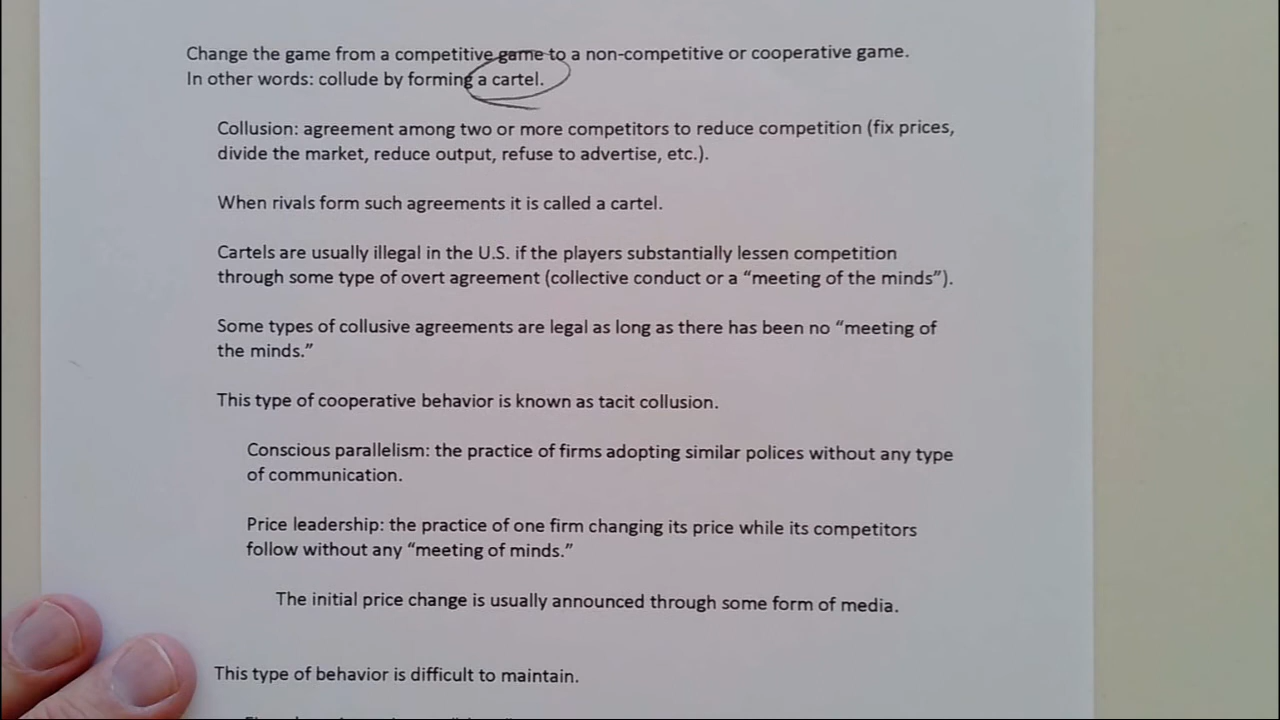 Change the game from a competitive game to a non-competitive or cooperative game.
In other words: collude by forming a cartel.
Collusion: agreement among two or more competitors to reduce competition (fix prices,
divide the market, reduce output, refuse to advertise, etc.).
When rivals form such agreements it is called a cartel.
Cartels are usually illegal in the U.S. if the players substantially lessen competition
through some type of overt agreement (collective conduct or a “meeting of the minds”).
Some types of collusive agreements are legal as long as there has been no “meeting of
the minds.”
This type of cooperative behavior is known as tacit collusion.
Conscious parallelism: the practice of firms adopting similar polices without any type
of communication.
Price leadership: the practice of one firm changing its price while its competitors
follow without any “meeting of minds.”
The initial price change is usually announced through some form of media.
This type of behavior is difficult to maintain.